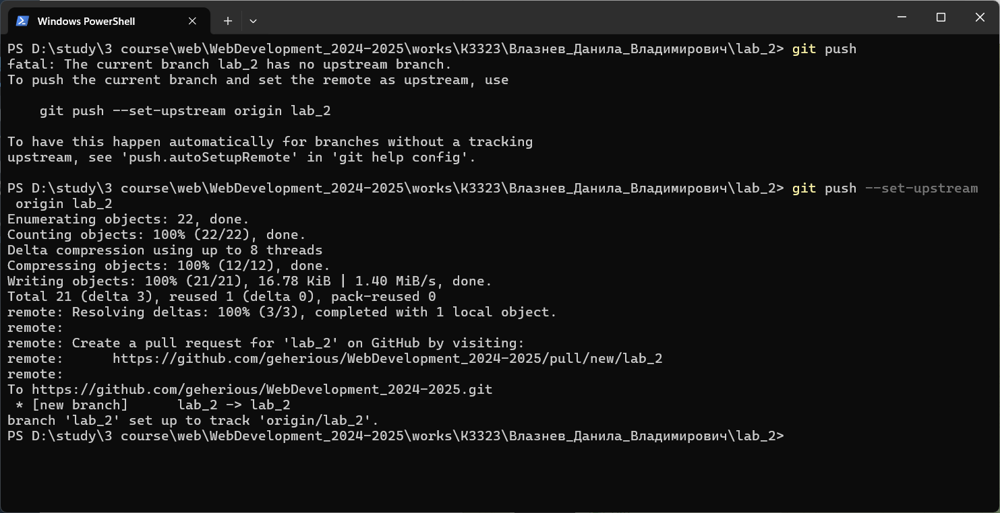 Windows PowerShell
PS D:\study\3 course\web\WebDevelopment_2024-2025\works\K3323\Влазнев_Данила_Владимирович\lab_2> git push
fatal: The current branch lab_2 has no upstream branch.
To push the current branch and set the remote as upstream, use
    git push --set-upstream origin lab_2
To have this happen automatically for branches without a tracking
upstream, see 'push.autoSetupRemote' in 'git help config'.
PS D:\study\3 course\web\WebDevelopment_2024-2025\works\K3323\Влазнев_Данила_Владимирович\lab_2> git push --set-upstream
 origin lab_2
Enumerating objects: 22, done.
Counting objects: 100% (22/22), done.
Delta compression using up to 8 threads
Compressing objects: 100% (12/12), done.
Writing objects: 100% (21/21), 16.78 KiB | 1.40 MiB/s, done.
Total 21 (delta 3), reused 1 (delta 0), pack-reused 0
remote: Resolving deltas: 100% (3/3), completed with 1 local object.
remote:
remote: Create a pull request for 'lab_2' on GitHub by visiting:
remote:      https://github.com/geherious/WebDevelopment_2024-2025/pull/new/lab_2
remote:
To https://github.com/geherious/WebDevelopment_2024-2025.git
 * [new branch]      lab_2 -> lab_2
branch 'lab_2' set up to track 'origin/lab_2'.
PS D:\study\3 course\web\WebDevelopment_2024-2025\works\K3323\Влазнев_Данила_Владимирович\lab_2>